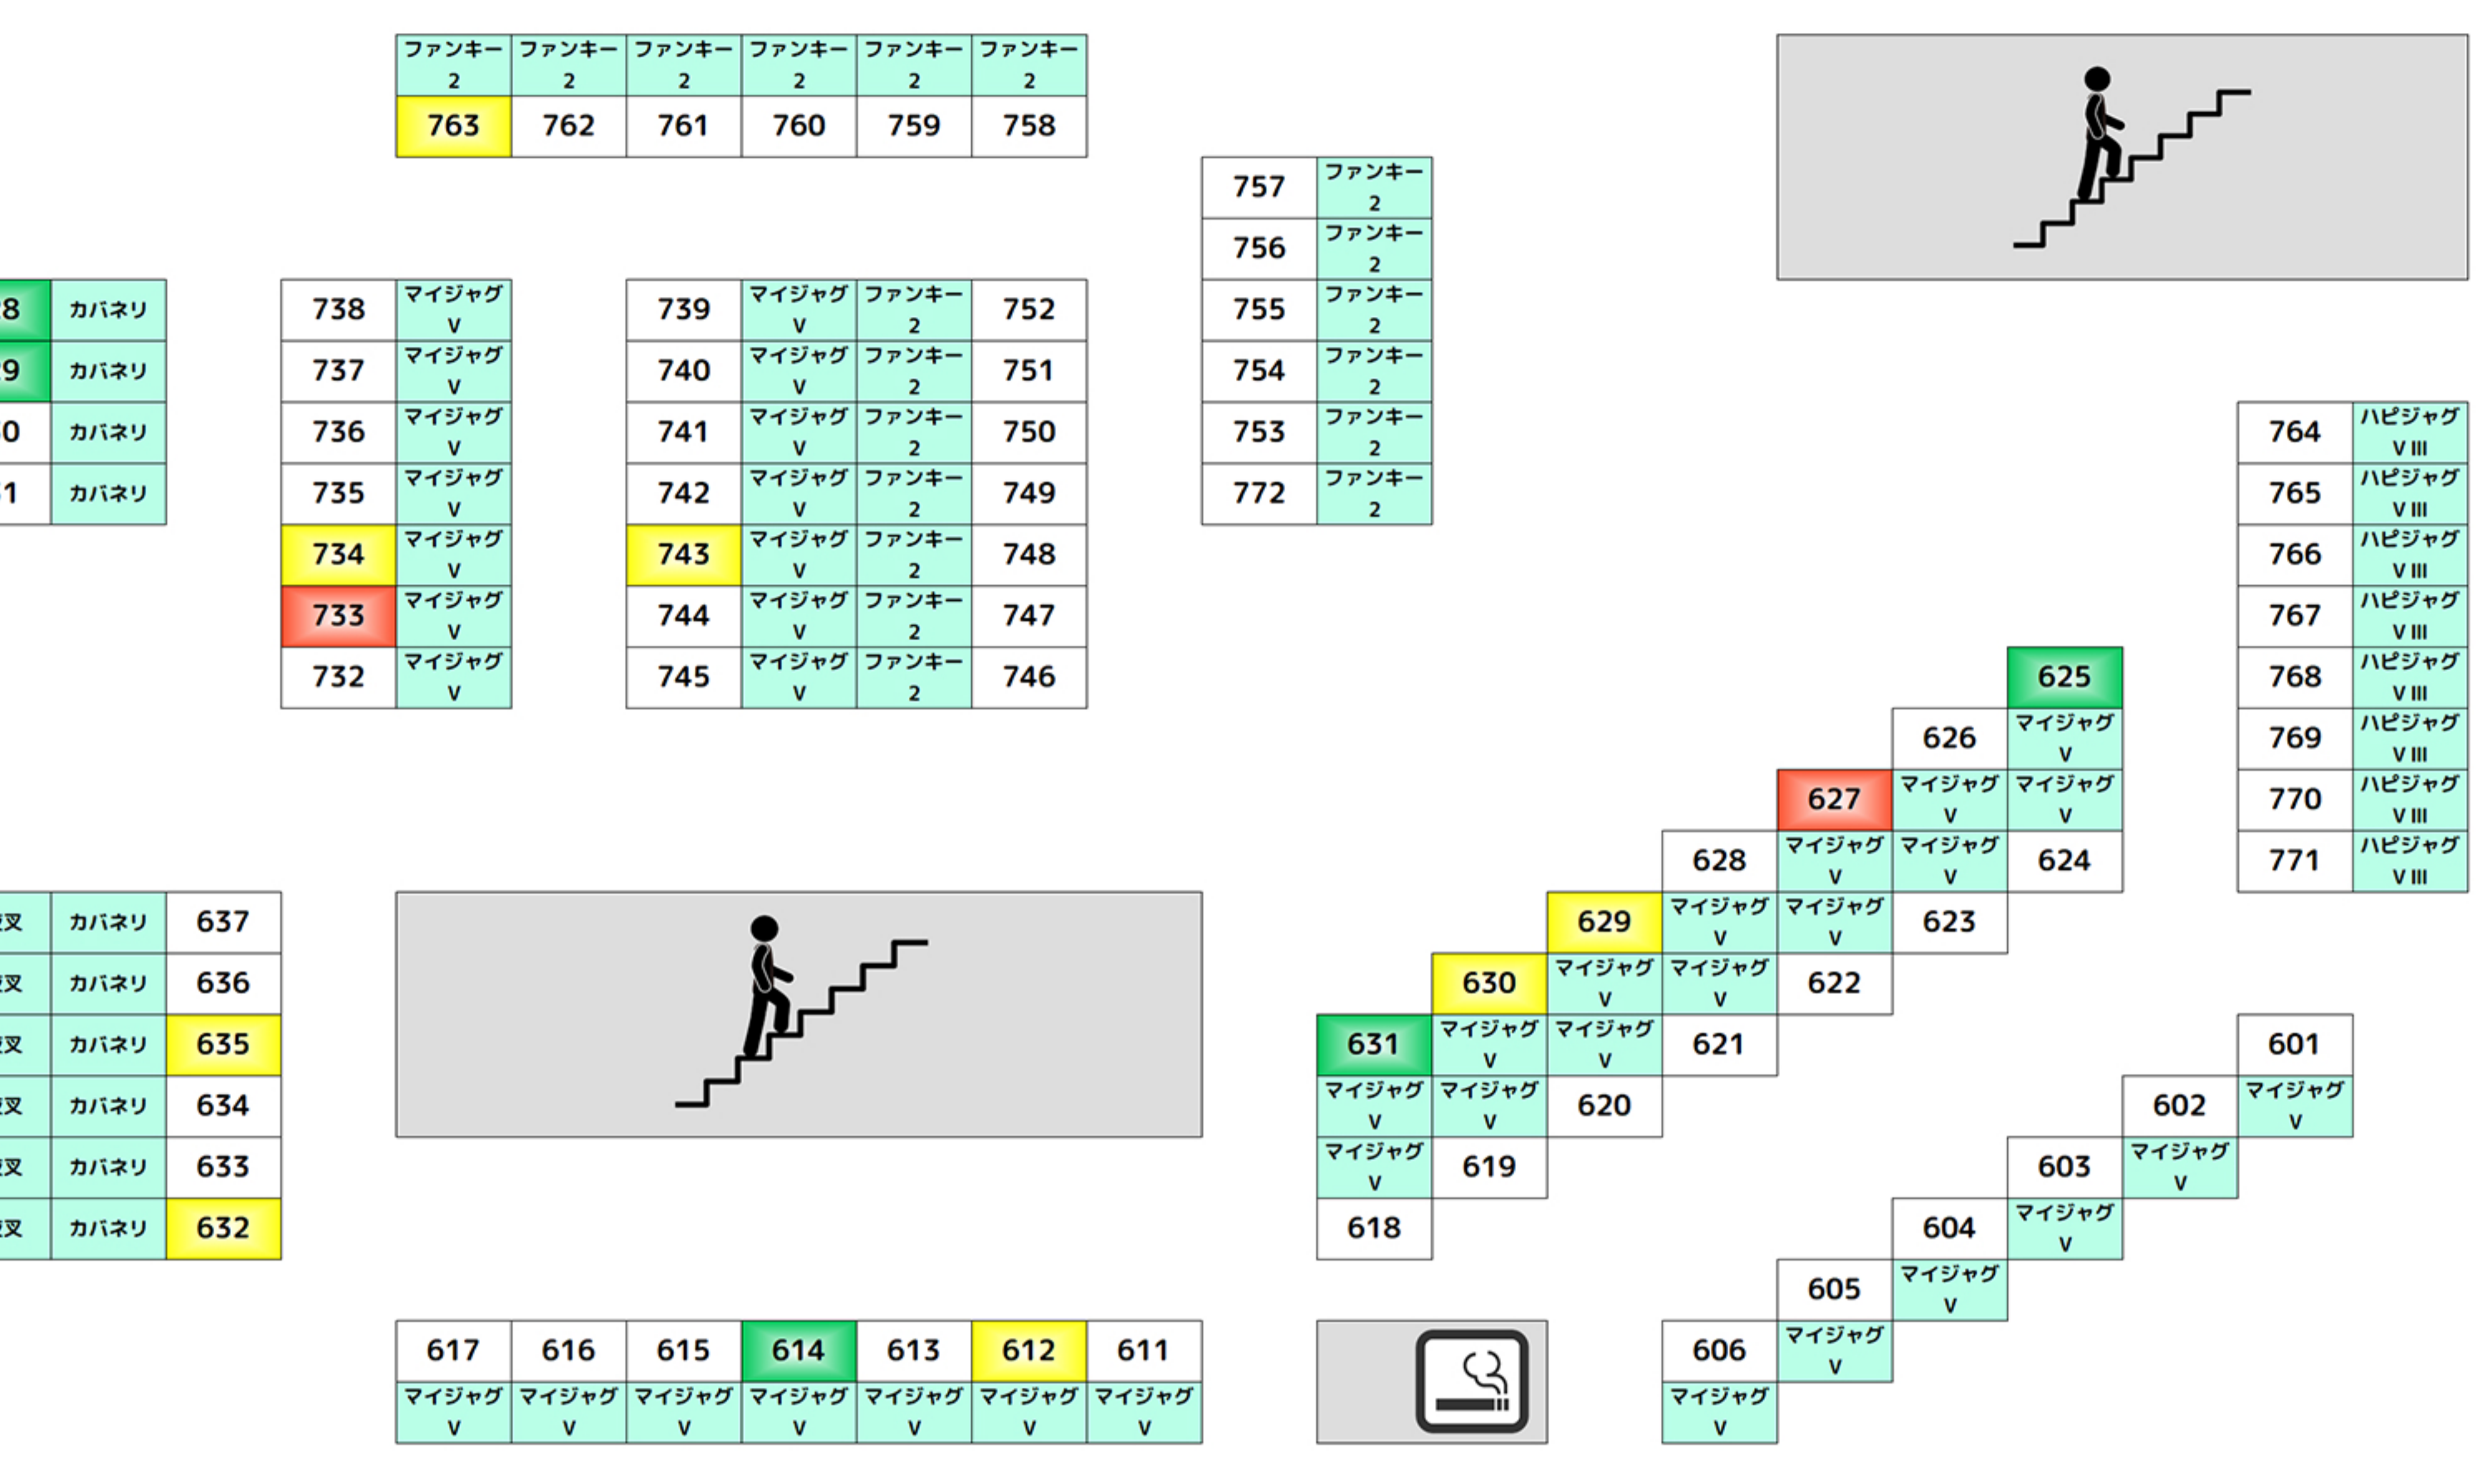 ファンキー ファンキー ファンキー ファンキー ファンキー ファンキー
2 2 2 2 2 2
763 762 761 760 759 758
757 ファンキー
2
756 ファンキー
2
755 ファンキー
2
754 ファンキー
2
753 ファンキー
2
772 ファンキー
2
8 カバネリ
9 カバネリ
0 カバネリ
1 カバネリ
738 マイジャグ
V
737 マイジャグ
V
736 マイジャグ
V
735 マイジャグ
V
734 マイジャグ
V
733 マイジャグ
V
732 マイジャグ
V
739 マイジャグ ファンキー 752
V 2
740 マイジャグ ファンキー 751
V 2
741 マイジャグ ファンキー 750
V 2
742 マイジャグ ファンキー 749
V 2
743 マイジャグ ファンキー 748
V 2
744 マイジャグ ファンキー 747
V 2
745 マイジャグ ファンキー 746
V 2
764 ハピジャグ
V III
765 ハピジャグ
V III
766 ハピジャグ
V III
767 ハピジャグ
V III
768 ハピジャグ
V III
769 ハピジャグ
V III
770 ハピジャグ
V III
771 ハピジャグ
V III
625
626 マイジャグ
V
627 マイジャグ マイジャグ
V V
628 マイジャグ マイジャグ 624
V V
629 マイジャグ マイジャグ 623
V V
630 マイジャグ マイジャグ 622
V V
631 マイジャグ マイジャグ 621
V V
マイジャグ マイジャグ 620
V V
マイジャグ 619
V
618
叉 カバネリ 637
叉 カバネリ 636
叉 カバネリ 635
叉 カバネリ 634
叉 カバネリ 633
叉 カバネリ 632
601
602 マイジャグ
V
603 マイジャグ
V
604 マイジャグ
V
605 マイジャグ
V
606 マイジャグ
V
マイジャグ
V
617 616 615 614 613 612 611
マイジャグ マイジャグ マイジャグ マイジャグ マイジャグ マイジャグ マイジャグ
V V V V V V V